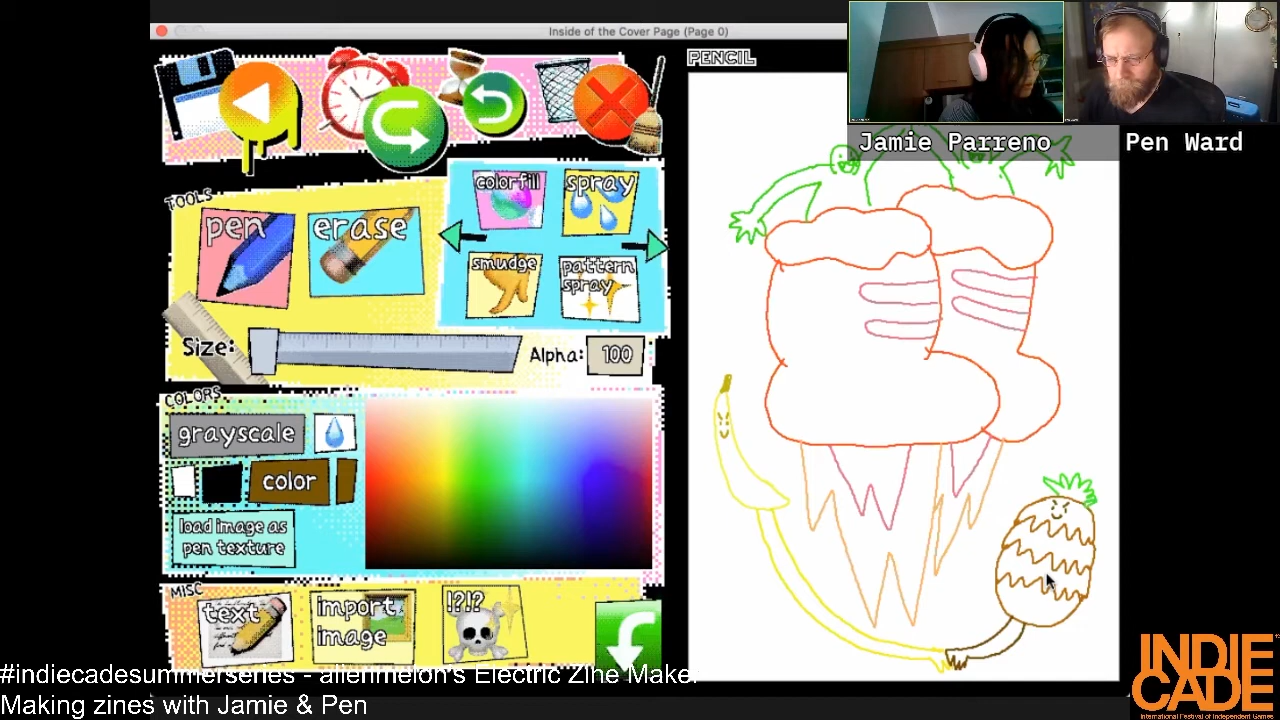 Inside of the Cover Page (Page 0)
PENCIL
Jamie Parreno
Pen Ward
TOOLS
pen
erase
colorfill
spray
smudge
pattern
spray
Size:
Alpha: 100
COLORS
grayscale
color
load image as
pen texture
MISC
text
import
image
!?!?
#indiecadesummerseries - alienmelon's Electric Zine Maker
Making zines with Jamie & Pen
INDIE
CADE
International Festival of Independent Games